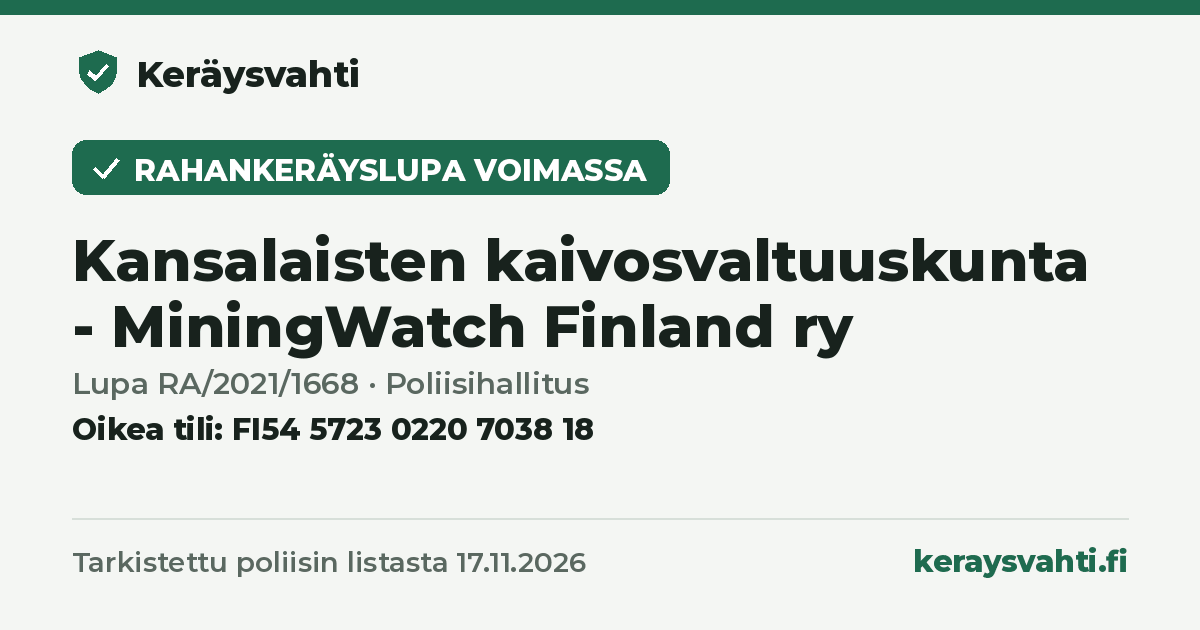 Keräysvahti
RAHANKERÄYSLUPA VOIMASSA
Kansalaisten kaivosvaltuuskunta
- MiningWatch Finland ry
Lupa RA/2021/1668 · Poliisihallitus
Oikea tili: FI54 5723 0220 7038 18
Tarkistettu poliisin listasta 17.11.2026
keraysvahti.fi